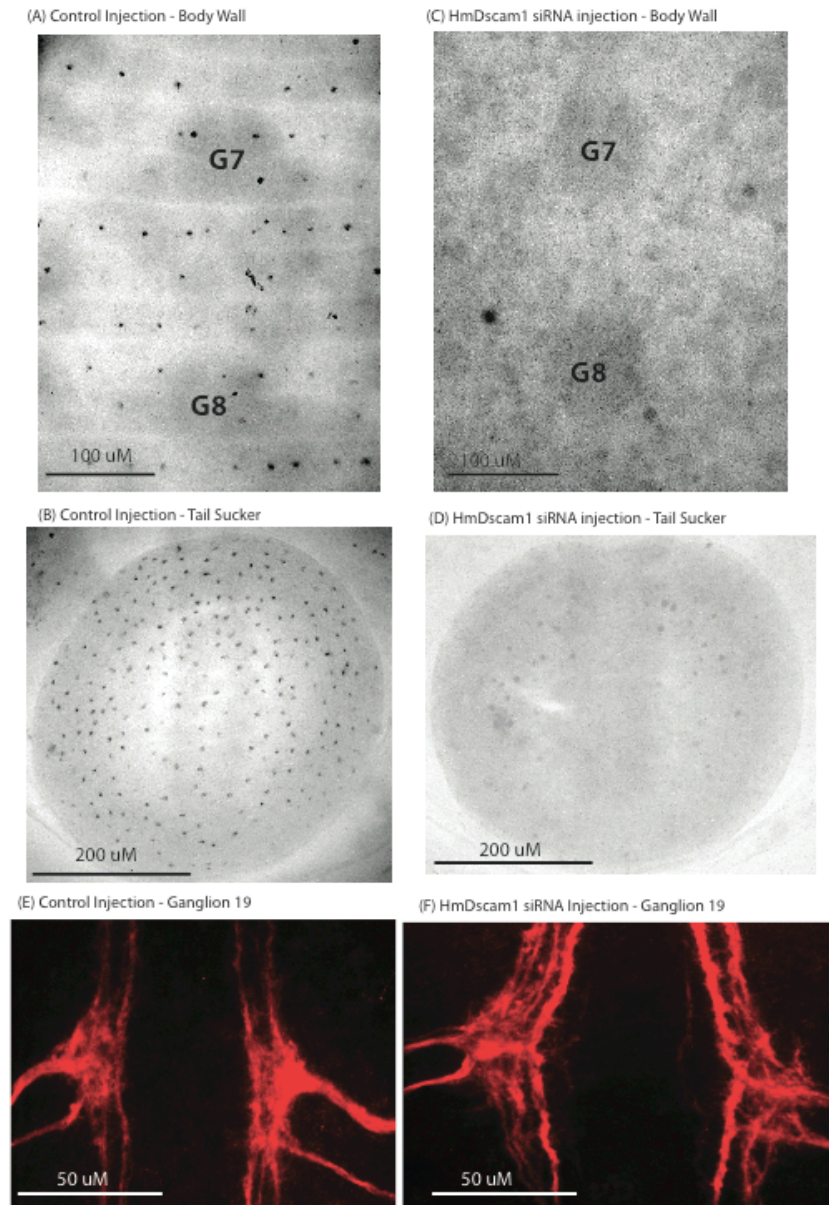 (A) Control Injection - Body Wall
(C) HmDscam1 siRNA injection - Body Wall
G7
G8
100 uM
G7
G8
100 uM
(B) Control Injection - Tail Sucker
(D) HmDscam1 siRNA injection - Tail Sucker
200 uM
200 uM
(E) Control Injection - Ganglion 19
(F) HmDscam1 siRNA Injection - Ganglion 19
50 uM
50 uM